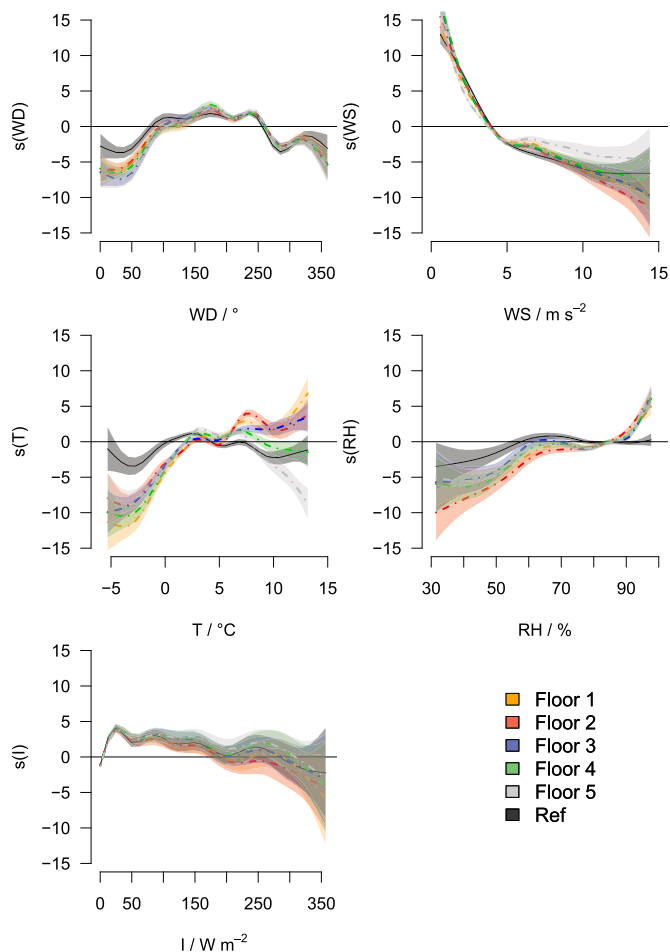 15
10
5
0
−5
−10
−15
s(WD)
0 50 150 250 350
WD / °
15
10
5
0
−5
−10
−15
s(WS)
0 5 10 15
WS / m s⁻²
15
10
5
0
−5
−10
−15
s(T)
−5 0 5 10 15
T / °C
15
10
5
0
−5
−10
−15
s(RH)
30 50 70 90
RH / %
15
10
5
0
−5
−10
−15
s(I)
0 50 150 250 350
I / W m⁻²
Floor 1
Floor 2
Floor 3
Floor 4
Floor 5
Ref